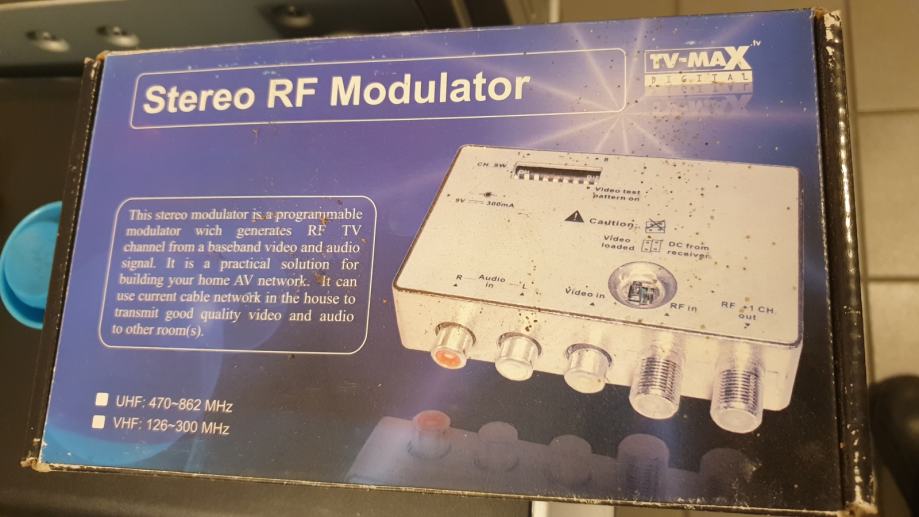 Stereo RF Modulator
TV-MAX.tv
DIGITAL
This stereo modulator is a programmable
modulator wich generates RF TV
channel from a baseband video and audio
signal. It is a practical solution for
building your home AV network. It can
use current cable network in the house to
transmit good quality video and audio
to other room(s).
UHF: 470~862 MHz
VHF: 126~300 MHz
CH. SW
1
8
Video test
pattern on
9V 300mA
Caution
Video
loaded
DC from
receiver
R Audio L
in
Video in
RF in
RF +1 CH.
out